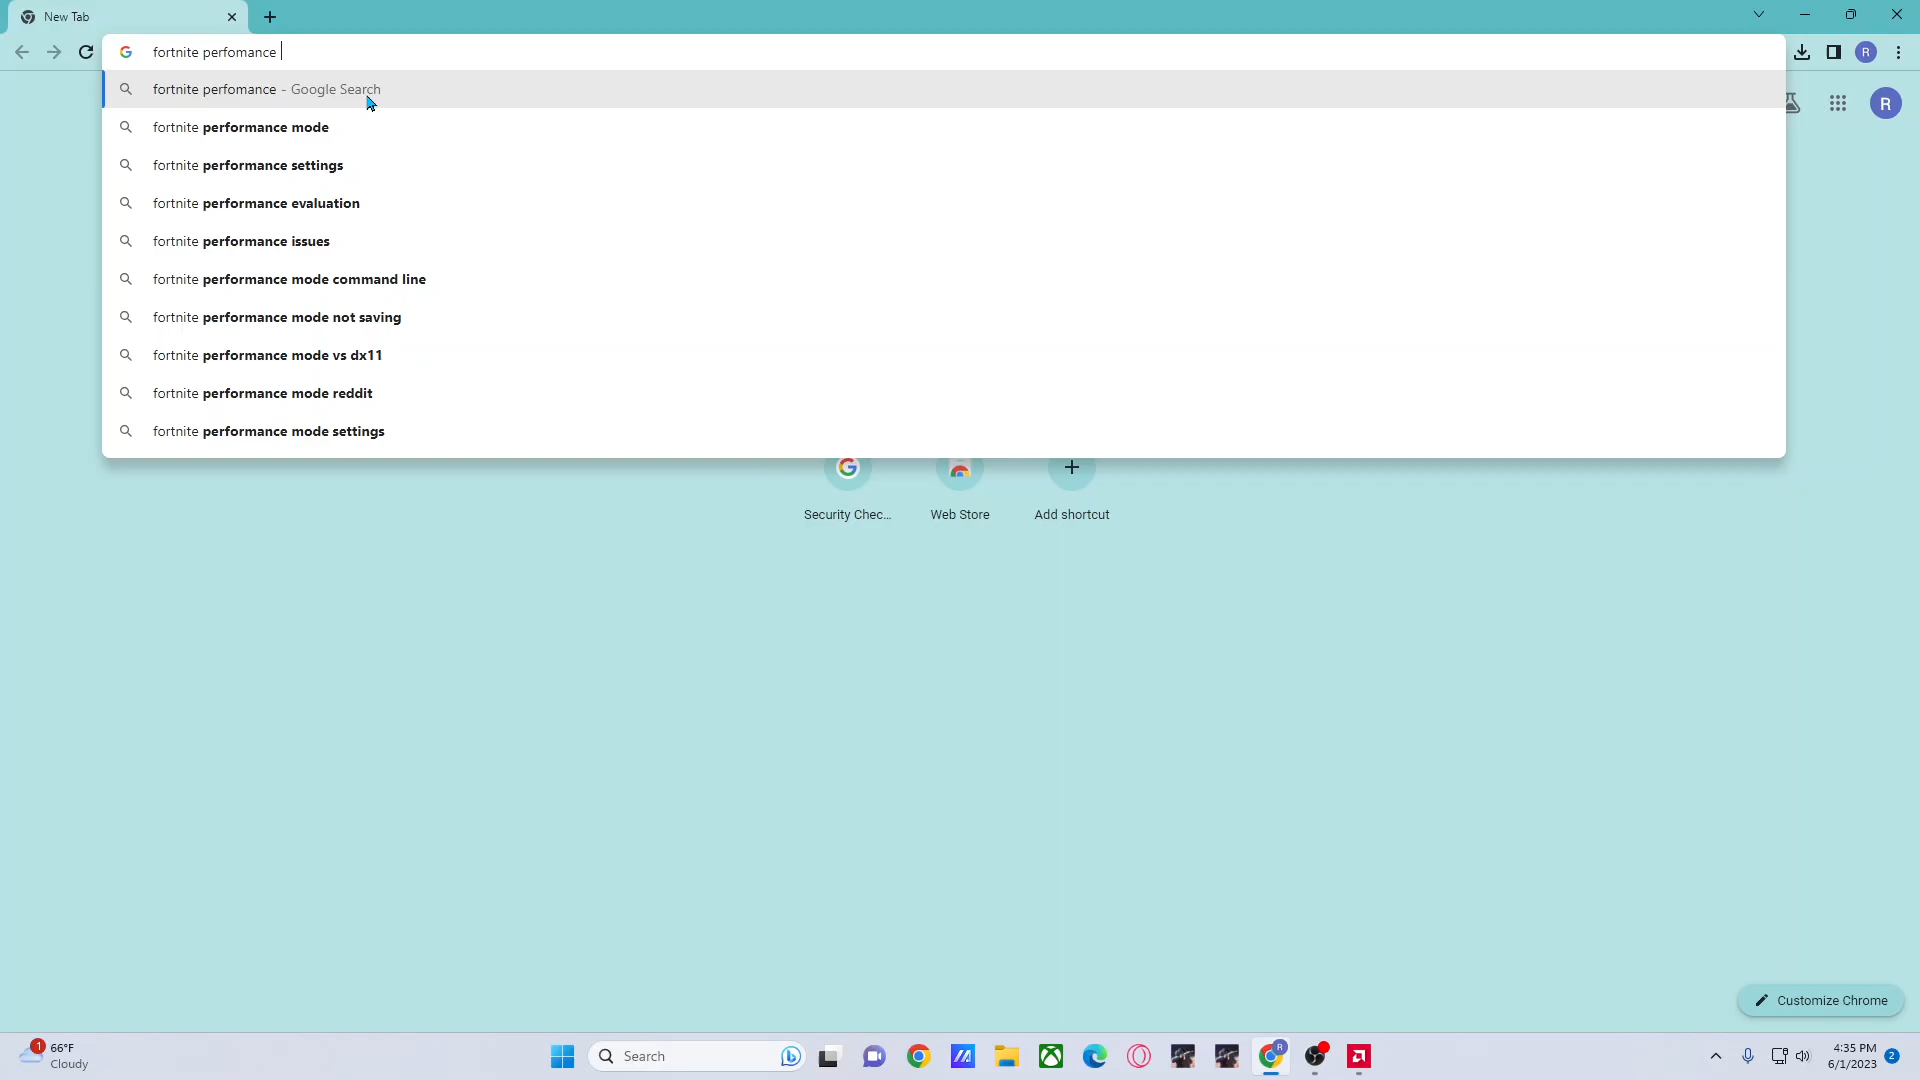 New Tab
fortnite perfomance
fortnite perfomance - Google Search
fortnite performance mode
fortnite performance settings
fortnite performance evaluation
fortnite performance issues
fortnite performance mode command line
fortnite performance mode not saving
fortnite performance mode vs dx11
fortnite performance mode reddit
fortnite performance mode settings
R
R
Security Chec...
Web Store
Add shortcut
Customize Chrome
1
66°F
Cloudy
Search
R
4:35 PM
6/1/2023
2